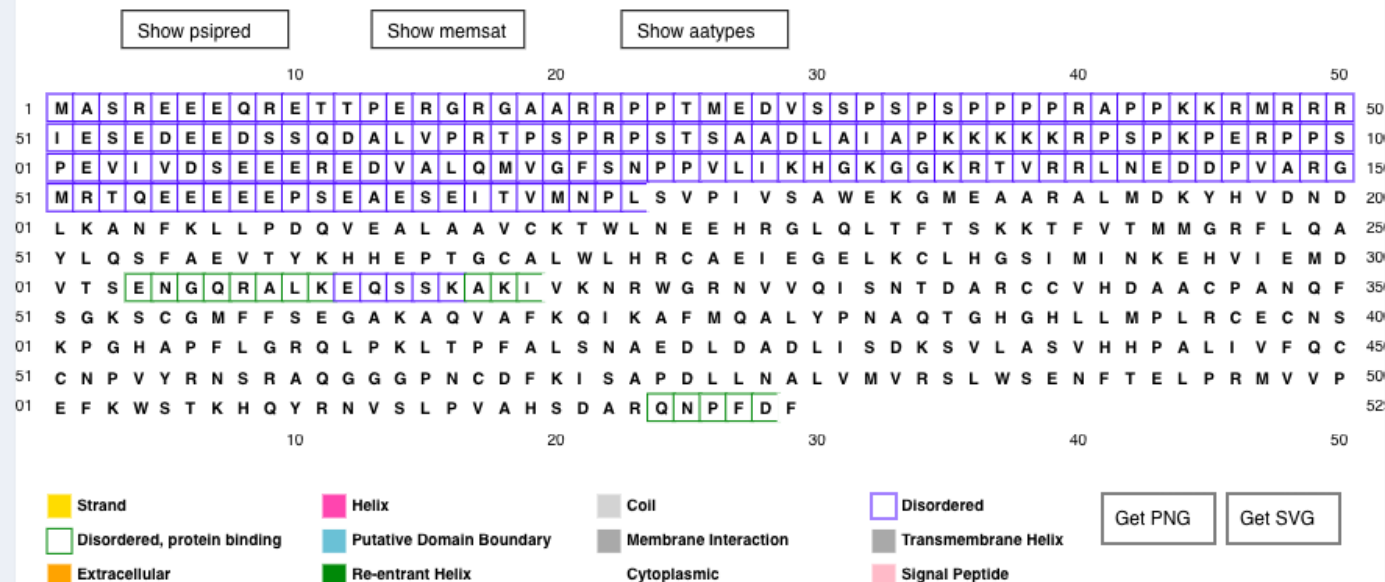 Show psipred Show memsat Show aatypes
10 20 30 40 50
1 M A S R E E E Q R E T T P E R G R G A A R R P P T M E D V S S P S P S P P P P R A P P K K R M R R R 50
51 I E S E D E E D S S Q D A L V P R T P S P R P S T S A A D L A I A P K K K K K R P S P K P E R P P S 100
01 P E V I V D S E E E R E D V A L Q M V G F S N P P V L I K H G K G G K R T V R R L N E D D P V A R G 150
51 M R T Q E E E E E P S E A E S E I T V M N P L S V P I V S A W E K G M E A A R A L M D K Y H V D N D 200
01 L K A N F K L L P D Q V E A L A A V C K T W L N E E H R G L Q L T F T S K K T F V T M M G R F L Q A 250
51 Y L Q S F A E V T Y K H H E P T G C A L W L H R C A E I E G E L K C L H G S I M I N K E H V I E M D 300
01 V T S E N G Q R A L K E Q S S K A K I V K N R W G R N V V Q I S N T D A R C C V H D A A C P A N Q F 350
51 S G K S C G M F F S E G A K A Q V A F K Q I K A F M Q A L Y P N A Q T G H G H L L M P L R C E C N S 400
01 K P G H A P F L G R Q L P K L T P F A L S N A E D L D A D L I S D K S V L A S V H H P A L I V F Q C 450
51 C N P V Y R N S R A Q G G G P N C D F K I S A P D L L N A L V M V R S L W S E N F T E L P R M V V P 500
01 E F K W S T K H Q Y R N V S L P V A H S D A R Q N P F D F 52
10 20 30 40 50
Strand Helix Coil Disordered Get PNG Get SVG
Disordered, protein binding Putative Domain Boundary Membrane Interaction Transmembrane Helix
Extracellular Re-entrant Helix Cytoplasmic Signal Peptide